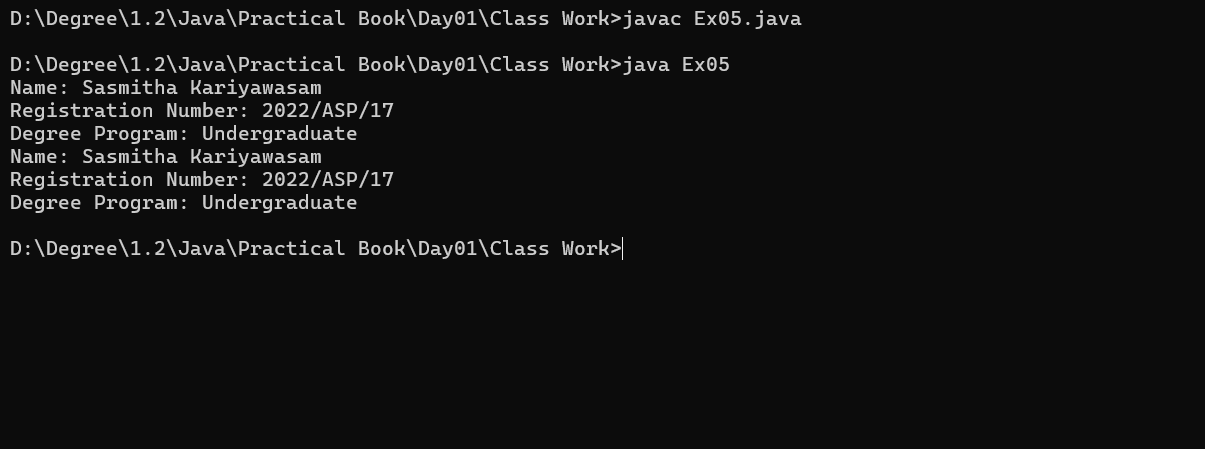 D:\Degree\1.2\Java\Practical Book\Day01\Class Work>javac Ex05.java
D:\Degree\1.2\Java\Practical Book\Day01\Class Work>java Ex05
Name: Sasmitha Kariyawasam
Registration Number: 2022/ASP/17
Degree Program: Undergraduate
Name: Sasmitha Kariyawasam
Registration Number: 2022/ASP/17
Degree Program: Undergraduate
D:\Degree\1.2\Java\Practical Book\Day01\Class Work>